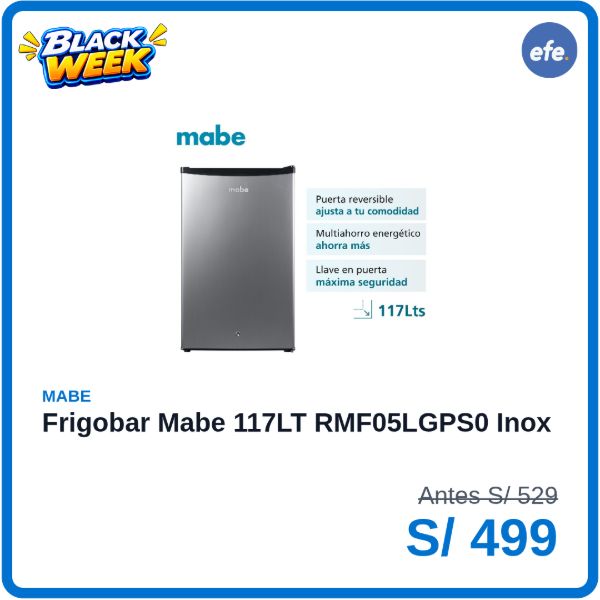 BLACK
WEEK
efe.
mabe
mabe
Puerta reversible
ajusta a tu comodidad
Multiahorro energético
ahorra más
Llave en puerta
máxima seguridad
117Lts
MABE
Frigobar Mabe 117LT RMF05LGPS0 Inox
Antes S/ 529
S/ 499